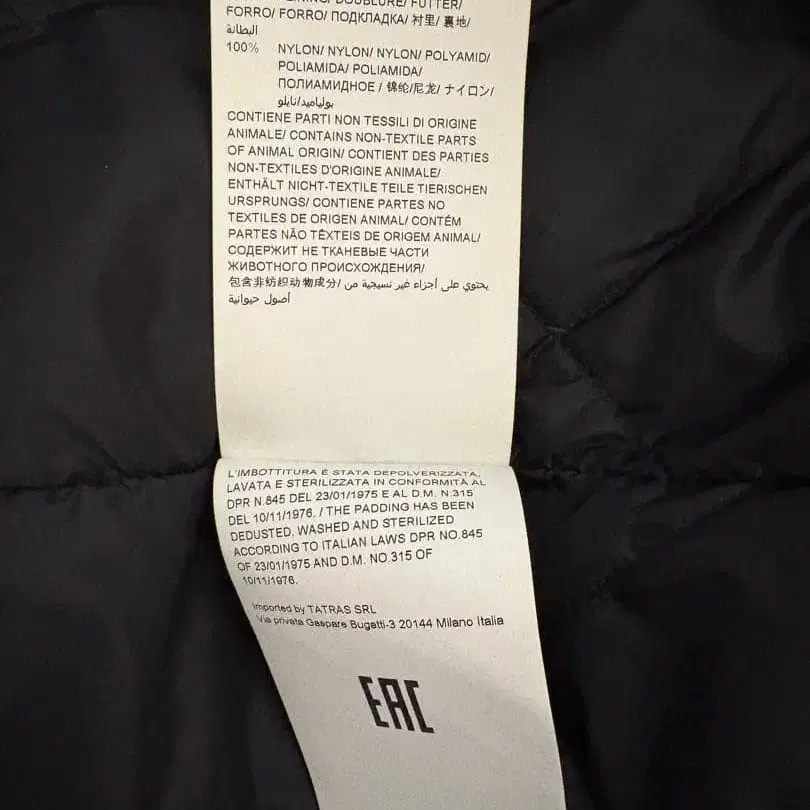 DOUBLURE/ FUTTER/
FORRO/ FORRO/ ПОДКЛАДКА/ 衬里/ 裏地/
البطانة
100% NYLON/ NYLON/ NYLON/ POLYAMID/
POLIAMIDA/ POLIAMIDA/
ПОЛИАМИДНОЕ / 锦纶/尼龙/ ナイロン/
بولياميد/نايلو
CONTIENE PARTI NON TESSILI DI ORIGINE
ANIMALE/ CONTAINS NON-TEXTILE PARTS
OF ANIMAL ORIGIN/ CONTIENT DES PARTIES
NON-TEXTILES D'ORIGINE ANIMALE/
ENTHÄLT NICHT-TEXTILE TEILE TIERISCHEN
URSPRUNGS/ CONTIENE PARTES NO
TEXTILES DE ORIGEN ANIMAL/ CONTÉM
PARTES NÃO TÊXTEIS DE ORIGEM ANIMAL/
СОДЕРЖИТ НЕ ТКАНЕВЫЕ ЧАСТИ
ЖИВОТНОГО ПРОИСХОЖДЕНИЯ/
包含非纺织动物成分/ يحتوي على أجزاء غير نسيجية من
أصول حيوانية
L'IMBOTTITURA È STATA DEPOLVERIZZATA,
LAVATA E STERILIZZATA IN CONFORMITÀ AL
DPR N.845 DEL 23/01/1975 E AL D.M. N.315
DEL 10/11/1976. / THE PADDING HAS BEEN
DEDUSTED, WASHED AND STERILIZED
ACCORDING TO ITALIAN LAWS DPR NO.845
OF 23/01/1975 AND D.M. NO.315 OF
10/11/1976.
Imported by TATRAS SRL
Via privata Gaspare Bugatti-3 20144 Milano Italia
EAC